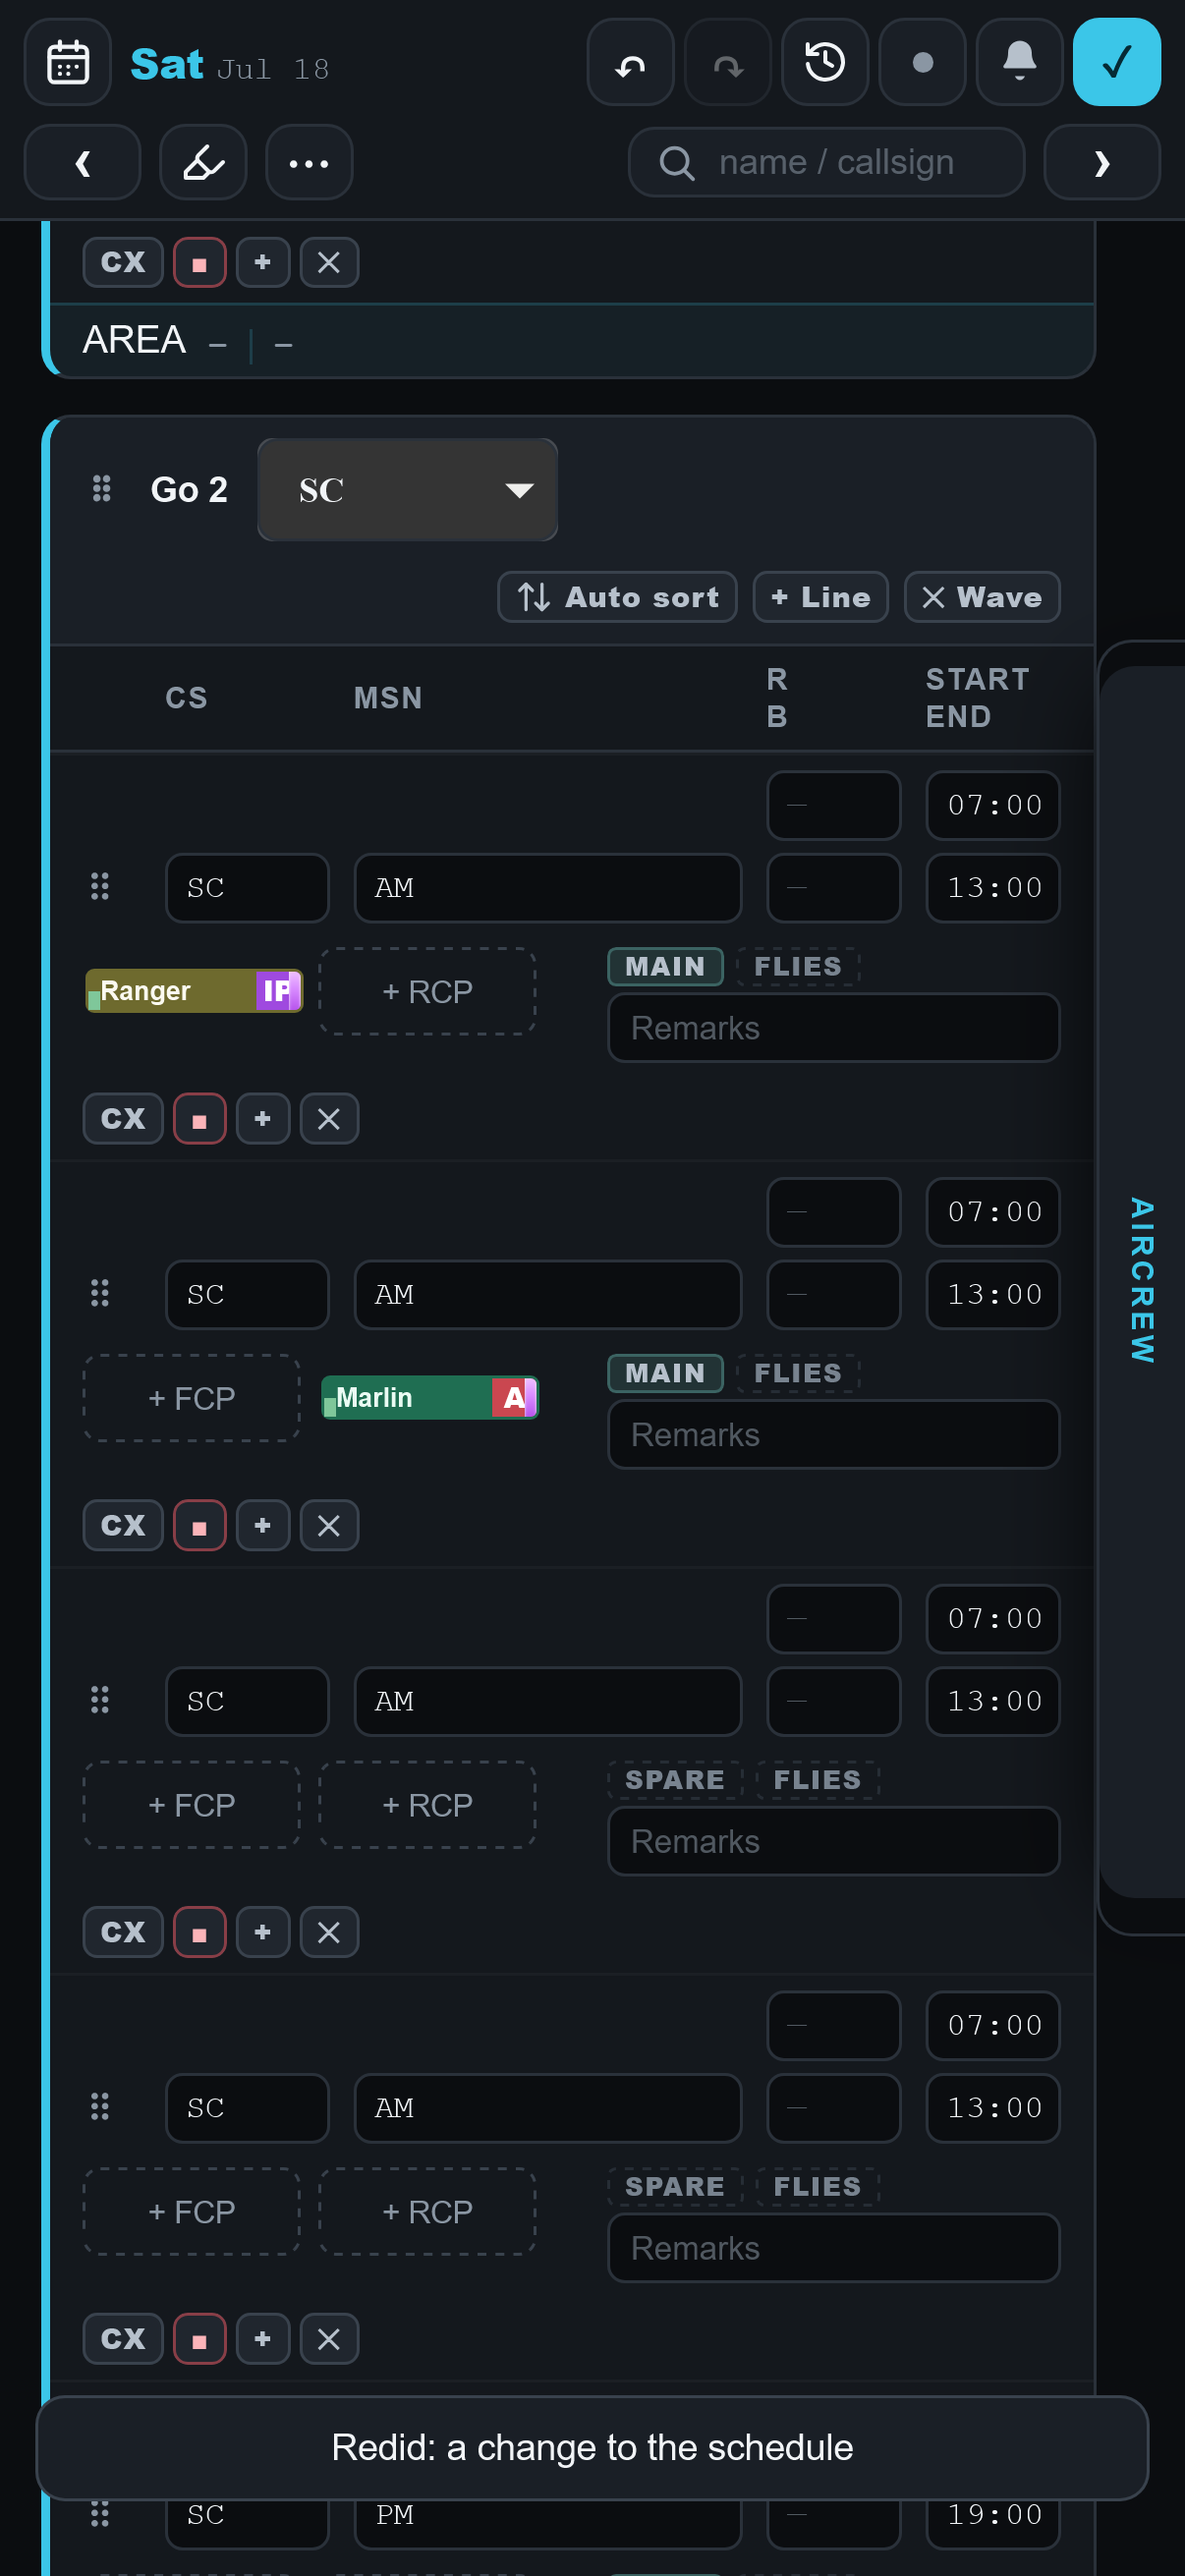 Sat Jul 18
name / callsign
CX +
AREA – | –
Go 2 SC
Auto sort + Line Wave
CS MSN R START
B END
— 07:00
SC AM — 13:00
Ranger IP + RCP MAIN FLIES
Remarks
CX +
— 07:00
SC AM — 13:00
+ FCP Marlin A MAIN FLIES
Remarks
CX +
— 07:00
SC AM — 13:00
+ FCP + RCP SPARE FLIES
Remarks
CX +
— 07:00
SC AM — 13:00
+ FCP + RCP SPARE FLIES
Remarks
CX +
Redid: a change to the schedule
SC PM — 19:00
AIRCREW